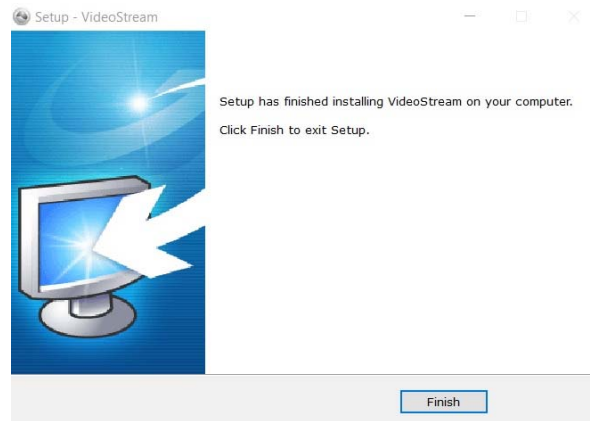 Setup - VideoStream
Setup has finished installing VideoStream on your computer.
Click Finish to exit Setup.
Finish